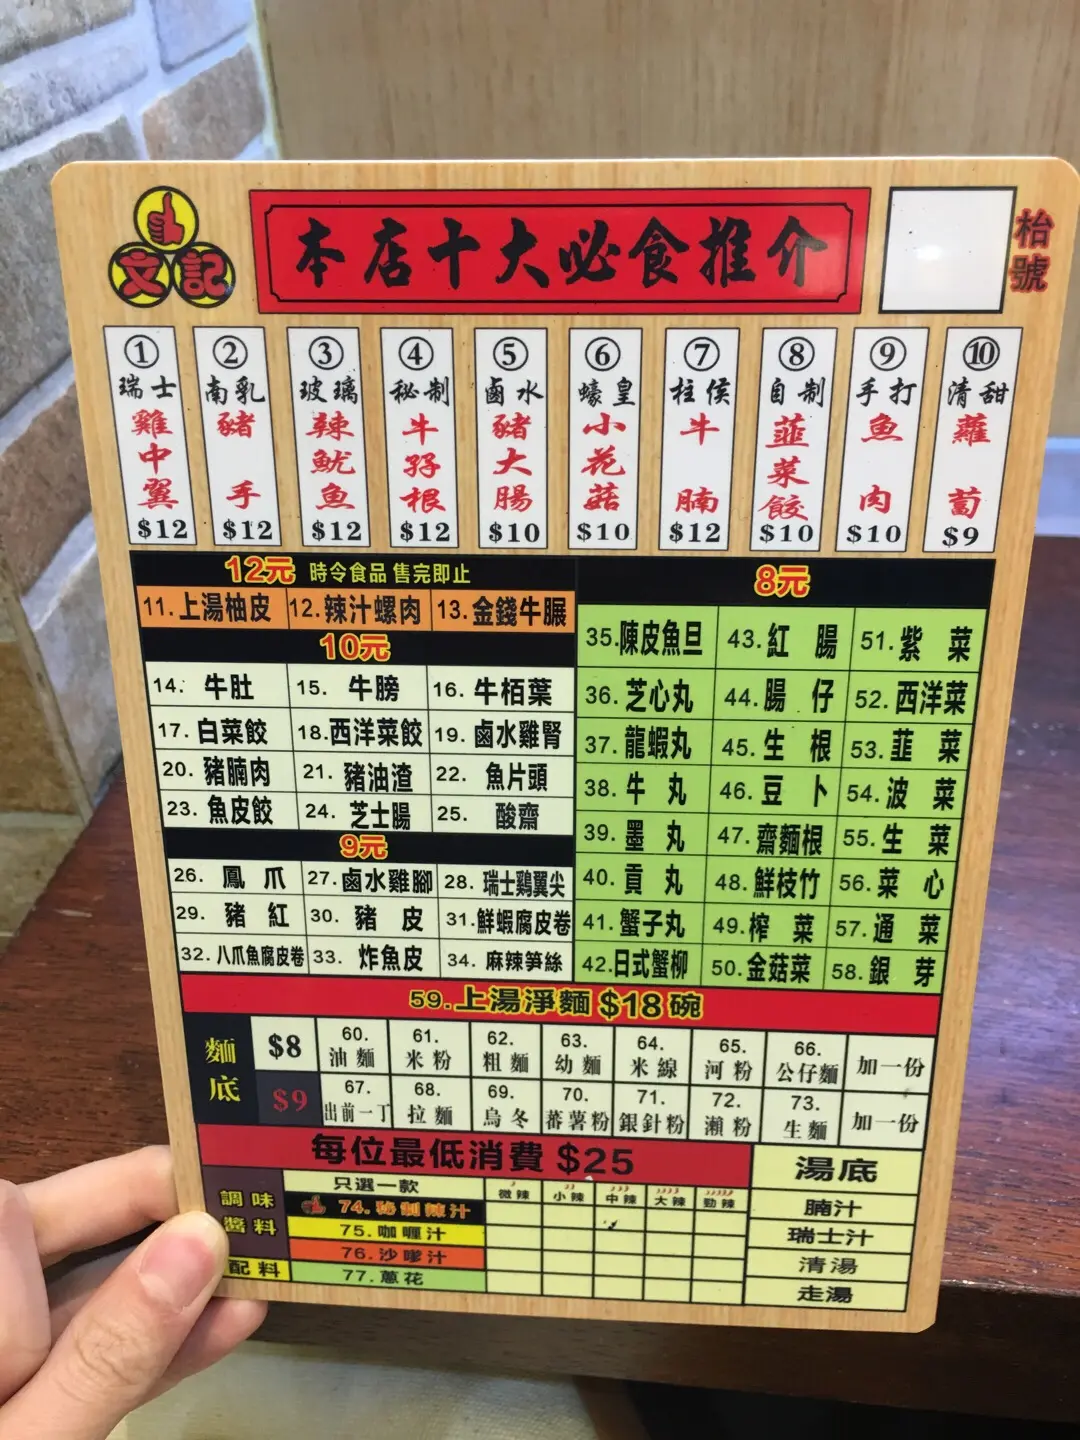 文記
本店十大必食推介
枱號
① 瑞士雞中翼 $12
② 南乳豬手 $12
③ 玻璃辣魷魚 $12
④ 秘制牛孖根 $12
⑤ 鹵水豬大腸 $10
⑥ 蠔皇小花菇 $10
⑦ 柱侯牛腩 $12
⑧ 自制韮菜餃 $10
⑨ 手打魚肉 $10
⑩ 清甜蘿蔔 $9
12元 時令食品 售完即止
11.上湯柚皮 12.辣汁螺肉 13.金錢牛𦟌
10元
14.牛肚 15.牛膀 16.牛栢葉
17.白菜餃 18.西洋菜餃 19.鹵水雞腎
20.豬腩肉 21.豬油渣 22.魚片頭
23.魚皮餃 24.芝士腸 25.酸齋
9元
26.鳳爪 27.鹵水雞腳 28.瑞士鷄翼尖
29.豬紅 30.豬皮 31.鮮蝦腐皮卷
32.八爪魚腐皮卷 33.炸魚皮 34.麻辣笋絲
8元
35.陳皮魚旦 43.紅腸 51.紫菜
36.芝心丸 44.腸仔 52.西洋菜
37.龍蝦丸 45.生根 53.韮菜
38.牛丸 46.豆卜 54.波菜
39.墨丸 47.齋麵根 55.生菜
40.貢丸 48.鮮枝竹 56.菜心
41.蟹子丸 49.榨菜 57.通菜
42.日式蟹柳 50.金菇菜 58.銀芽
59.上湯淨麵 $18碗
麵底
$8 60.油麵 61.米粉 62.粗麵 63.幼麵 64.米線 65.河粉 66.公仔麵 加一份
$9 67.出前一丁 68.拉麵 69.烏冬 70.蕃薯粉 71.銀針粉 72.瀨粉 73.生麵 加一份
每位最低消費 $25
調味醬料
只選一款 微辣 小辣 中辣 大辣 勁辣
74.秘制辣汁
75.咖喱汁
76.沙嗲汁
配料 77.蔥花
湯底
腩汁
瑞士汁
清湯
走湯